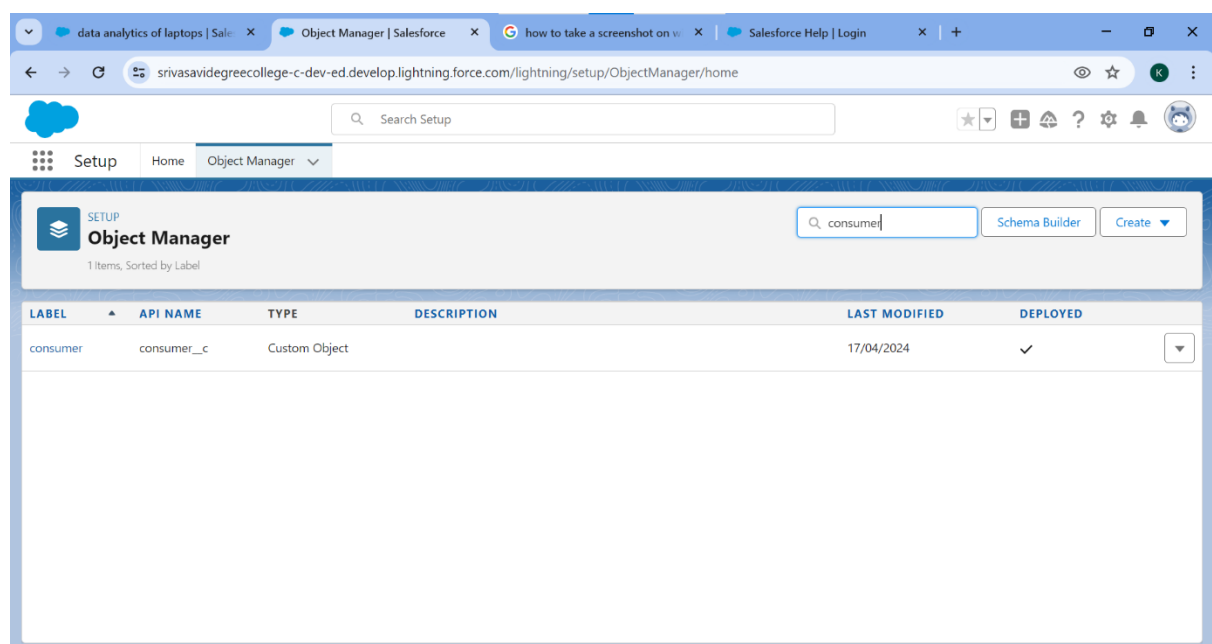 data analytics of laptops | Sale
Object Manager | Salesforce
how to take a screenshot on w
Salesforce Help | Login
srivasavidegreecollege-c-dev-ed.develop.lightning.force.com/lightning/setup/ObjectManager/home
K
Search Setup
Setup Home Object Manager
SETUP
Object Manager
1 Items, Sorted by Label
consumer
Schema Builder
Create
LABEL API NAME TYPE DESCRIPTION LAST MODIFIED DEPLOYED
consumer consumer__c Custom Object 17/04/2024